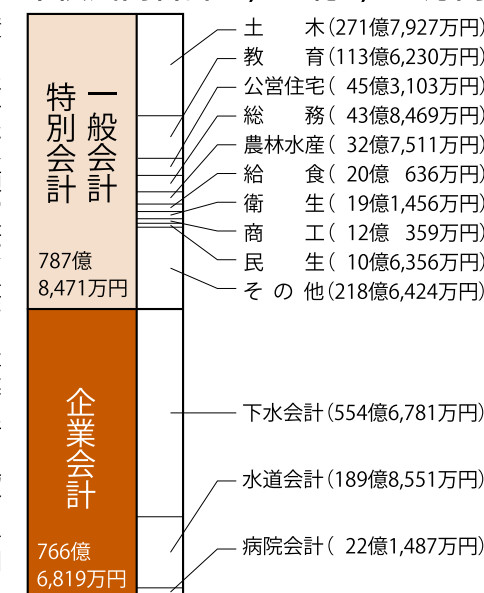 一般会計
特別会計
787億
8,471万円
土　木(271億7,927万円)
教　育(113億6,230万円)
公営住宅( 45億3,103万円)
総　務( 43億8,469万円)
農林水産( 32億7,511万円)
給　食( 20億 636万円)
衛　生( 19億1,456万円)
商　工( 12億 359万円)
民　生( 10億6,356万円)
そ の 他(218億6,424万円)
企業会計
766億
6,819万円
下水会計(554億6,781万円)
水道会計(189億8,551万円)
病院会計( 22億1,487万円)